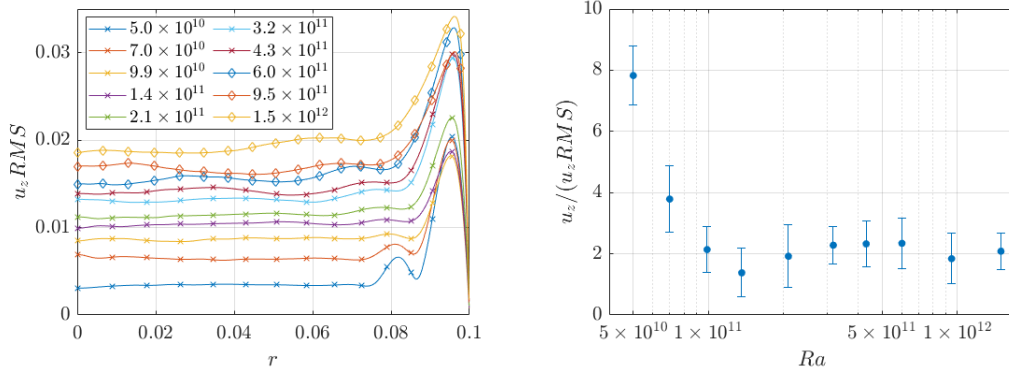 0.03
0.02
0.01
0
u_z RMS
5.0 × 10^10
7.0 × 10^10
9.9 × 10^10
1.4 × 10^11
2.1 × 10^11
3.2 × 10^11
4.3 × 10^11
6.0 × 10^11
9.5 × 10^11
1.5 × 10^12
0 0.02 0.04 0.06 0.08 0.1
r
10
8
6
4
2
0
u_z/(u_z RMS)
5 × 10^10 1 × 10^11 5 × 10^11 1 × 10^12
Ra